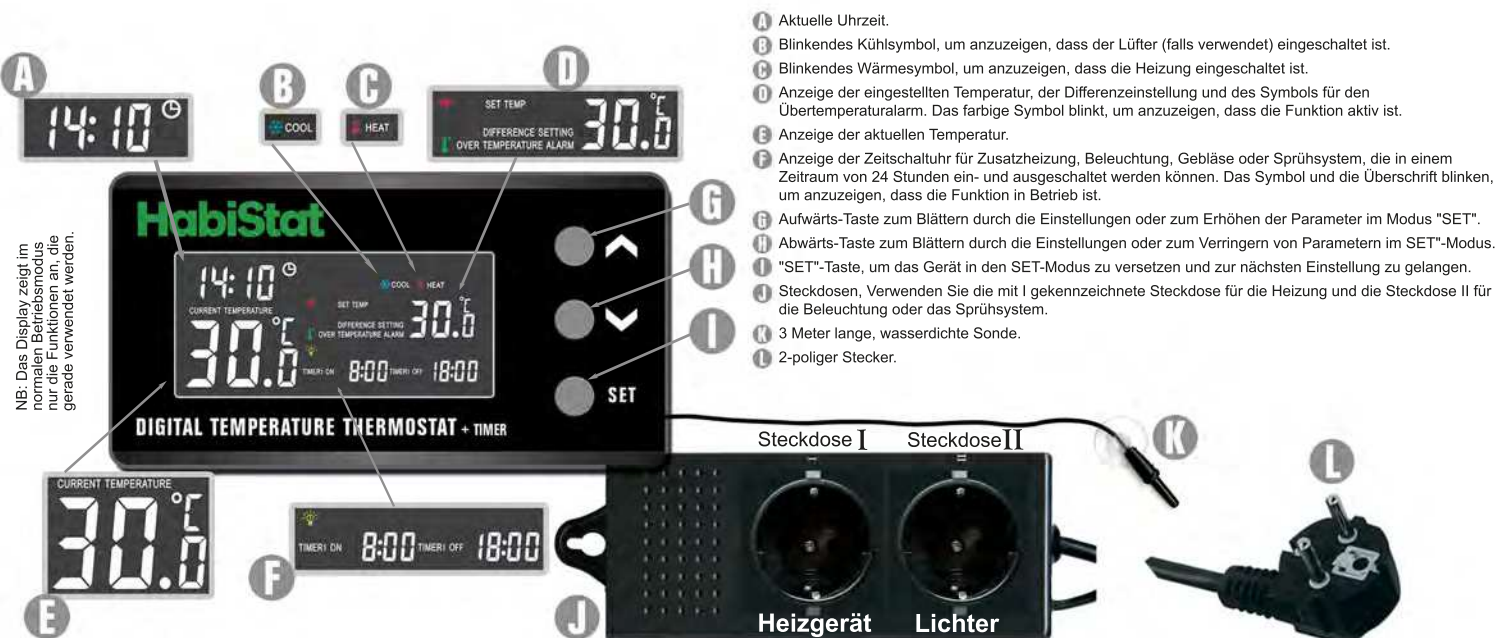 A Aktuelle Uhrzeit.
B Blinkendes Kühlsymbol, um anzuzeigen, dass der Lüfter (falls verwendet) eingeschaltet ist.
C Blinkendes Wärmesymbol, um anzuzeigen, dass die Heizung eingeschaltet ist.
D Anzeige der eingestellten Temperatur, der Differenzeinstellung und des Symbols für den
Übertemperaturalarm. Das farbige Symbol blinkt, um anzuzeigen, dass die Funktion aktiv ist.
E Anzeige der aktuellen Temperatur.
F Anzeige der Zeitschaltuhr für Zusatzheizung, Beleuchtung, Gebläse oder Sprühsystem, die in einem
Zeitraum von 24 Stunden ein- und ausgeschaltet werden können. Das Symbol und die Überschrift blinken,
um anzuzeigen, dass die Funktion in Betrieb ist.
G Aufwärts-Taste zum Blättern durch die Einstellungen oder zum Erhöhen der Parameter im Modus "SET".
H Abwärts-Taste zum Blättern durch die Einstellungen oder zum Verringern von Parametern im SET"-Modus.
I "SET"-Taste, um das Gerät in den SET-Modus zu versetzen und zur nächsten Einstellung zu gelangen.
J Steckdosen, Verwenden Sie die mit I gekennzeichnete Steckdose für die Heizung und die Steckdose II für
die Beleuchtung oder das Sprühsystem.
K 3 Meter lange, wasserdichte Sonde.
L 2-poliger Stecker.
A
14:10
B
COOL
C
HEAT
D
SET TEMP
DIFFERENCE SETTING
OVER TEMPERATURE ALARM
30.0 °C
NB: Das Display zeigt im
normalen Betriebsmodus
nur die Funktionen an, die
gerade verwendet werden.
HabiStat
14:10
COOL HEAT
CURRENT TEMPERATURE
30.0 °C
SET TEMP
DIFFERENCE SETTING
OVER TEMPERATURE ALARM
30.0 °C
TIMER1 ON 8:00 TIMER1 OFF 18:00
DIGITAL TEMPERATURE THERMOSTAT + TIMER
SET
G
H
I
CURRENT TEMPERATURE
30.0 °C
E
TIMER1 ON 8:00 TIMER1 OFF 18:00
F
Steckdose I Steckdose II
I II
Heizgerät Lichter
J
K
L